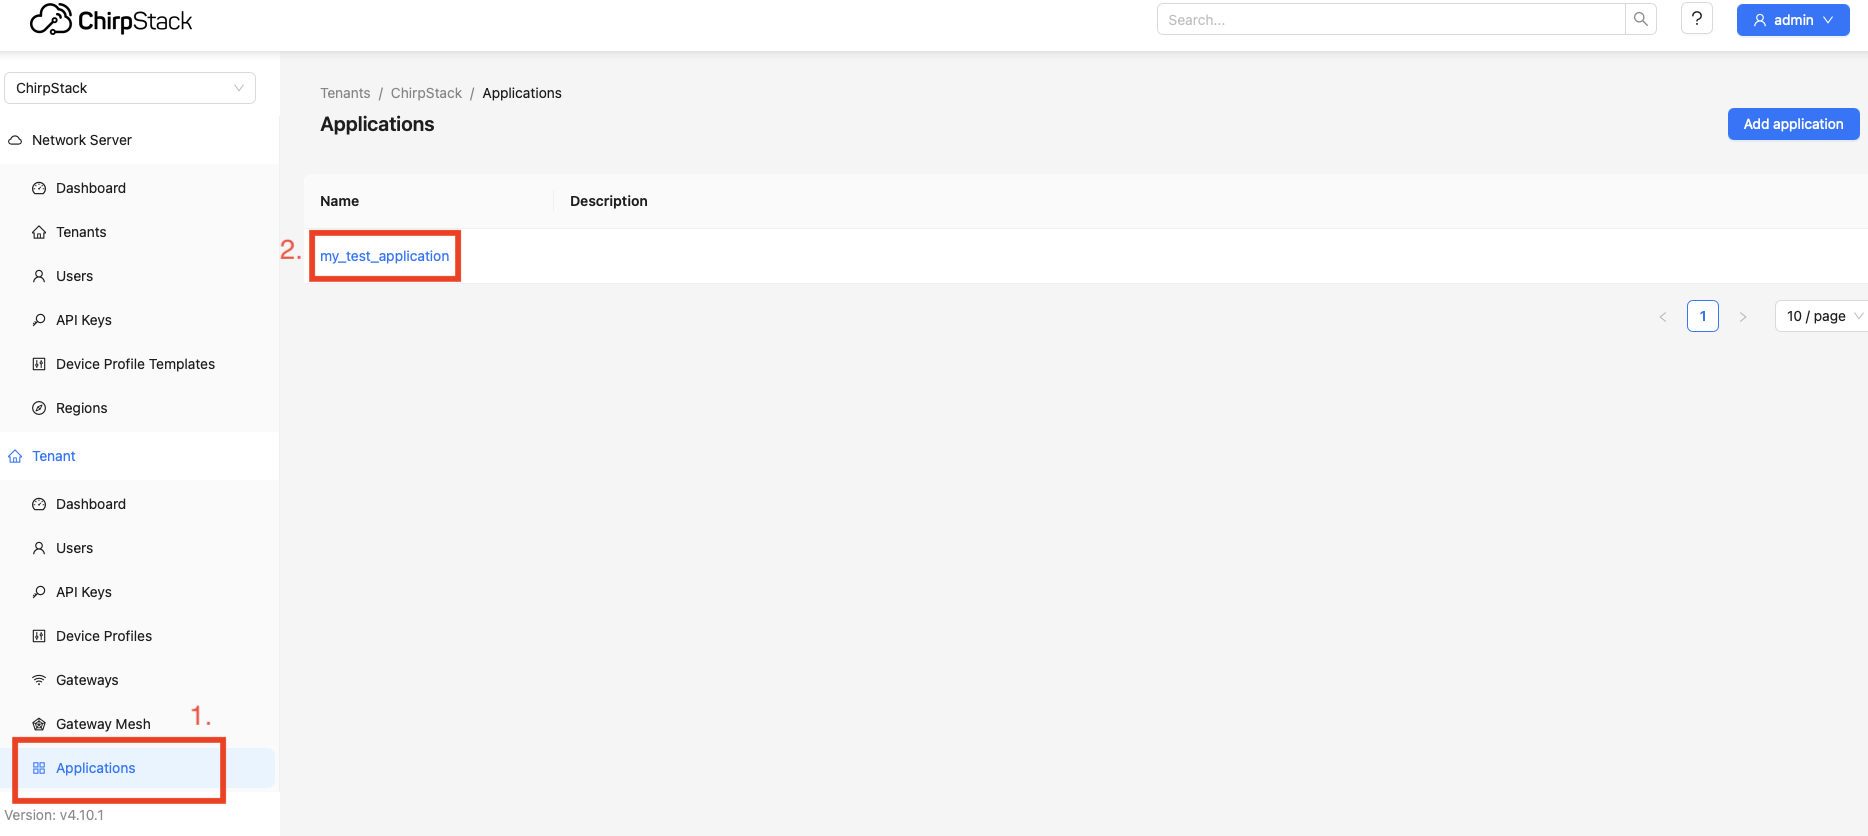 ChirpStack
Search...
?
admin
ChirpStack
Network Server
Dashboard
Tenants
Users
API Keys
Device Profile Templates
Regions
Tenant
Dashboard
Users
API Keys
Device Profiles
Gateways
Gateway Mesh
1.
Applications
Version: v4.10.1
Tenants / ChirpStack / Applications
Applications
Add application
Name Description
2. my_test_application
< 1 > 10 / page